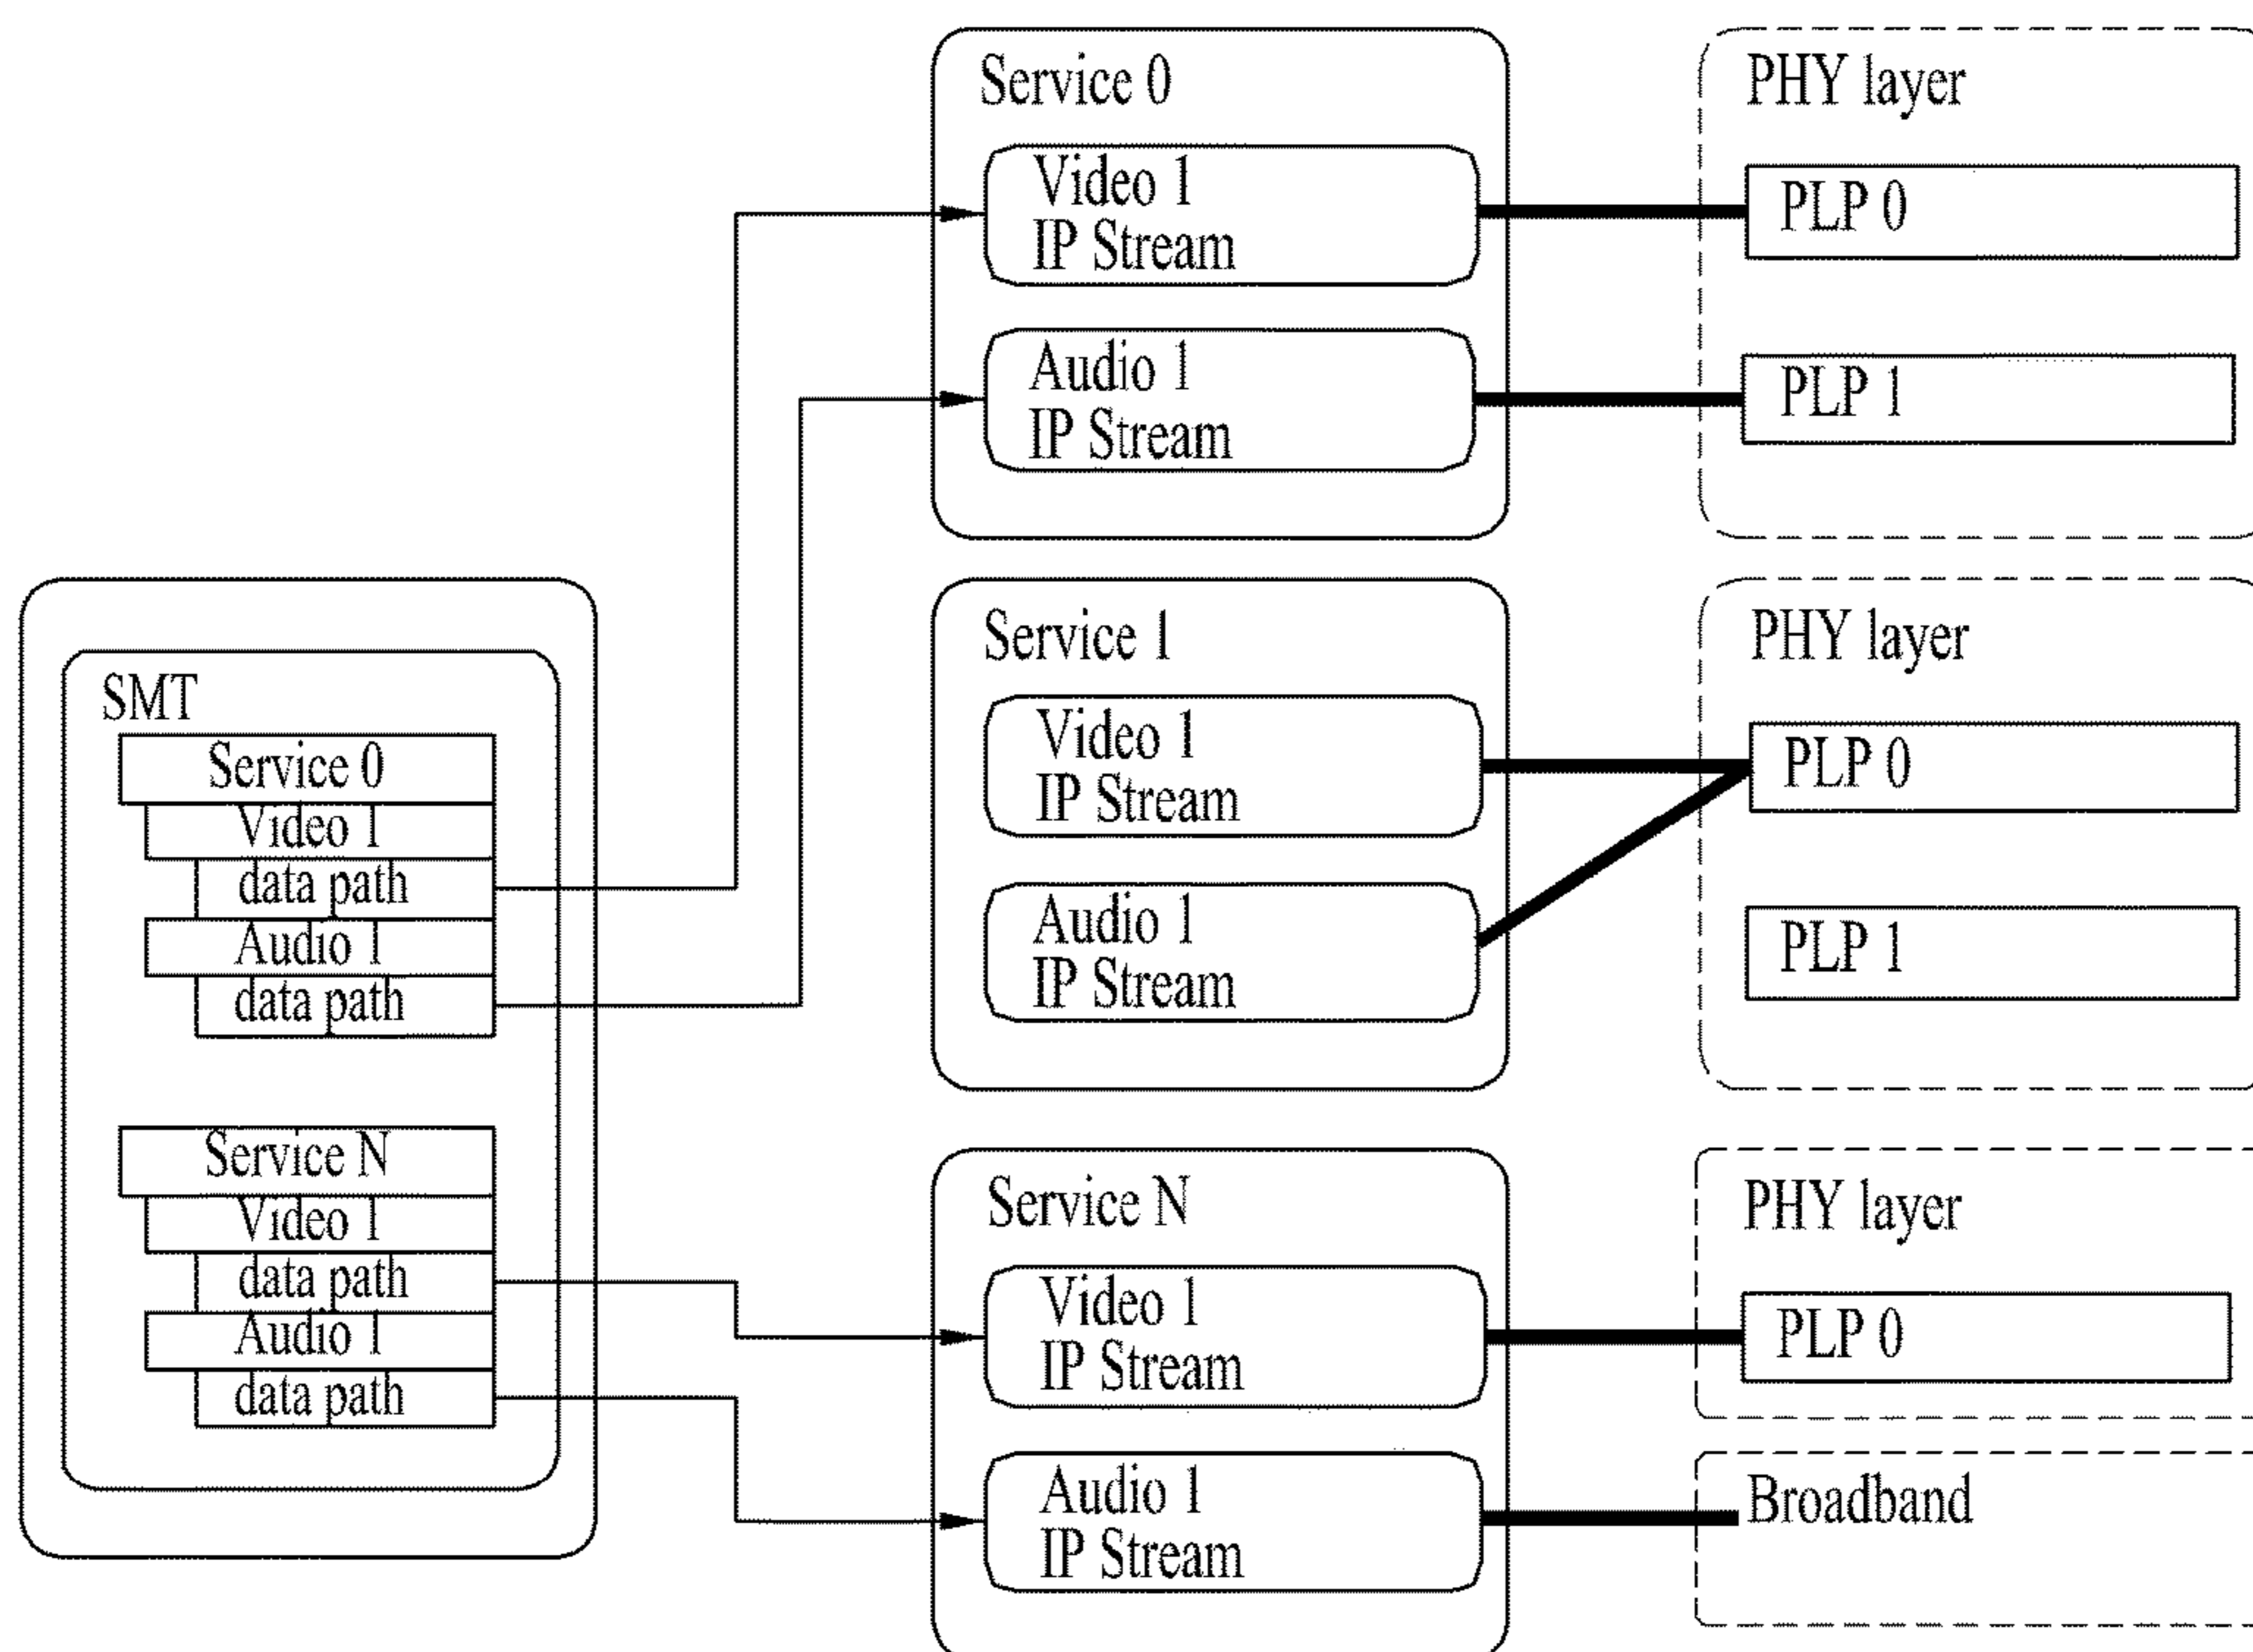 SMT
Service 0
Video 1
data path
Audio 1
data path
Service N
Video 1
data path
Audio 1
data path
Service 0
Video 1
IP Stream
Audio 1
IP Stream
PHY layer
PLP 0
PLP 1
Service 1
Video 1
IP Stream
Audio 1
IP Stream
PHY layer
PLP 0
PLP 1
Service N
Video 1
IP Stream
Audio 1
IP Stream
PHY layer
PLP 0
Broadband